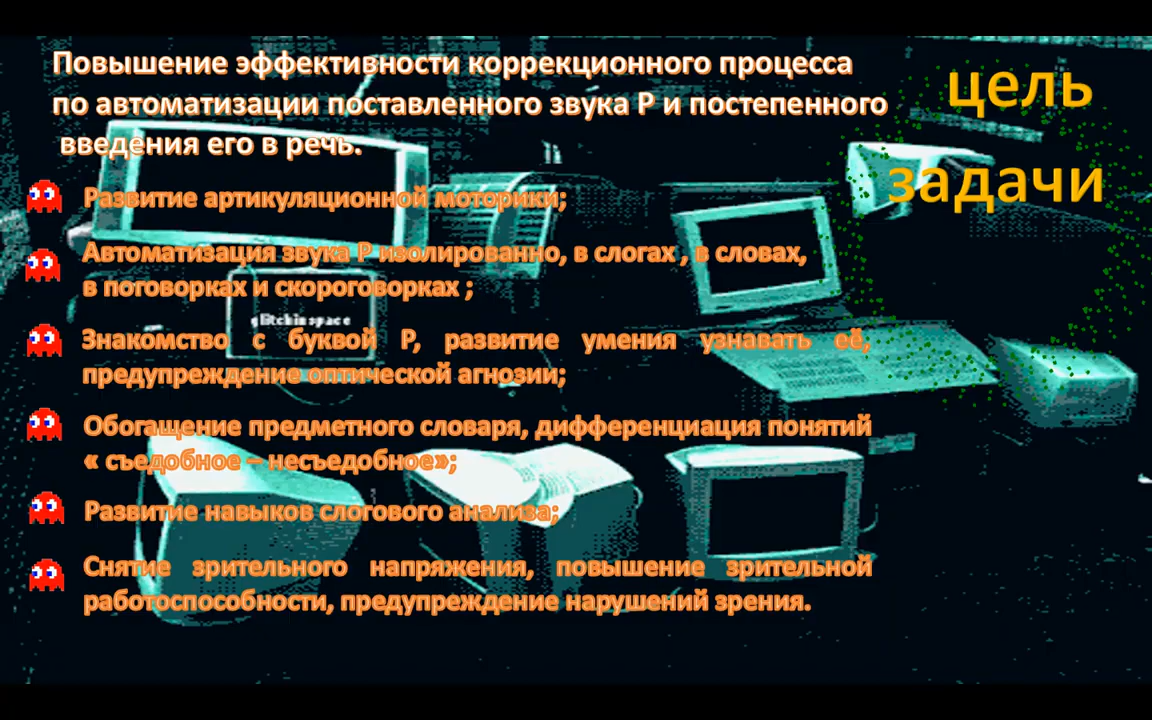 Повышение эффективности коррекционного процесса
по автоматизации поставленного звука Р и постепенного
введения его в речь.
цель
задачи
Развитие артикуляционной моторики;
Автоматизация звука Р изолированно, в слогах , в словах,
в поговорках и скороговорках ;
glitchinspace
Знакомство с буквой Р, развитие умения узнавать её,
предупреждение оптической агнозии;
Обогащение предметного словаря, дифференциация понятий
« съедобное – несъедобное»;
Развитие навыков слогового анализа;
Снятие зрительного напряжения, повышение зрительной
работоспособности, предупреждение нарушений зрения.